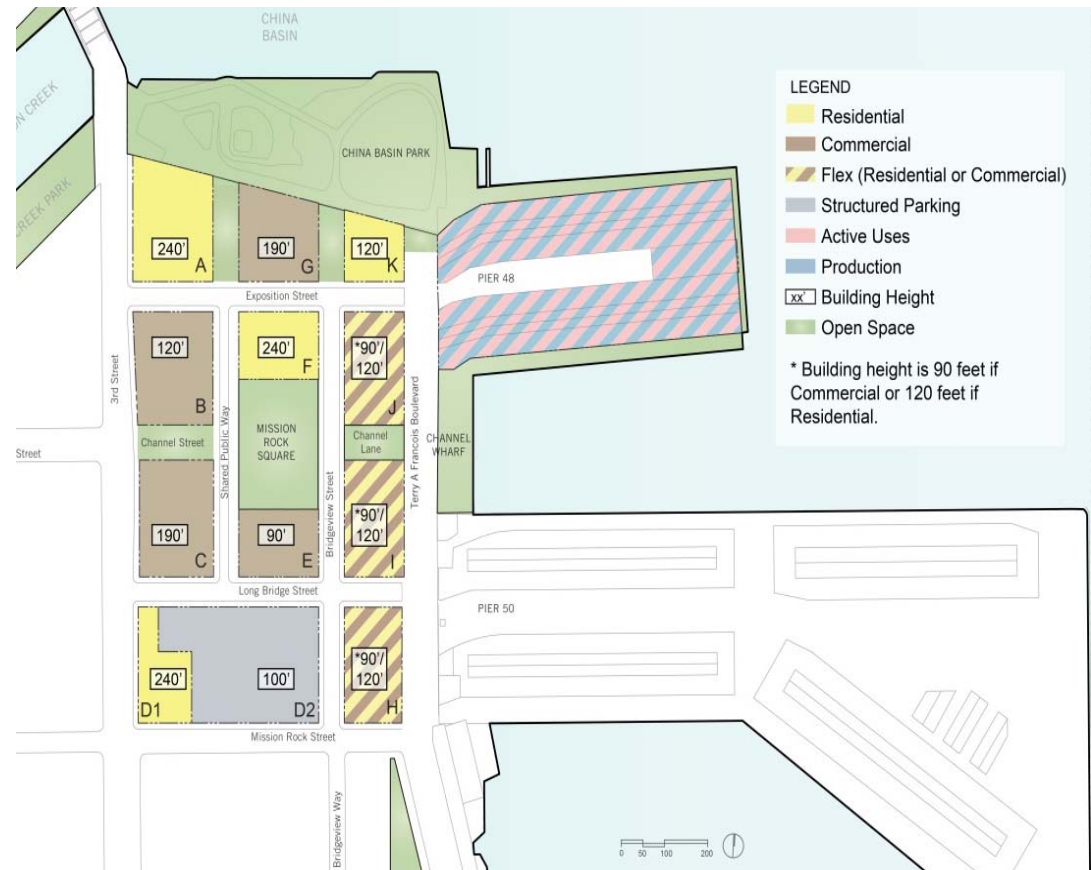 CHINA
BASIN
ON CREEK
CREEK PARK
CHINA BASIN PARK
LEGEND
Residential
Commercial
Flex (Residential or Commercial)
Structured Parking
Active Uses
Production
xx' Building Height
Open Space
* Building height is 90 feet if
Commercial or 120 feet if
Residential.
240'
A
190'
G
120'
K
PIER 48
Exposition Street
3rd Street
120'
B
240'
F
*90'/
120'
J
Shared Public Way
Bridgeview Street
Terry A Francois Boulevard
Channel Street
MISSION
ROCK
SQUARE
Channel
Lane
CHANNEL
WHARF
Street
190'
C
90'
E
*90'/
120'
I
Long Bridge Street
PIER 50
240'
D1
100'
D2
*90'/
120'
H
Mission Rock Street
Bridgeview Way
0 50 100 200